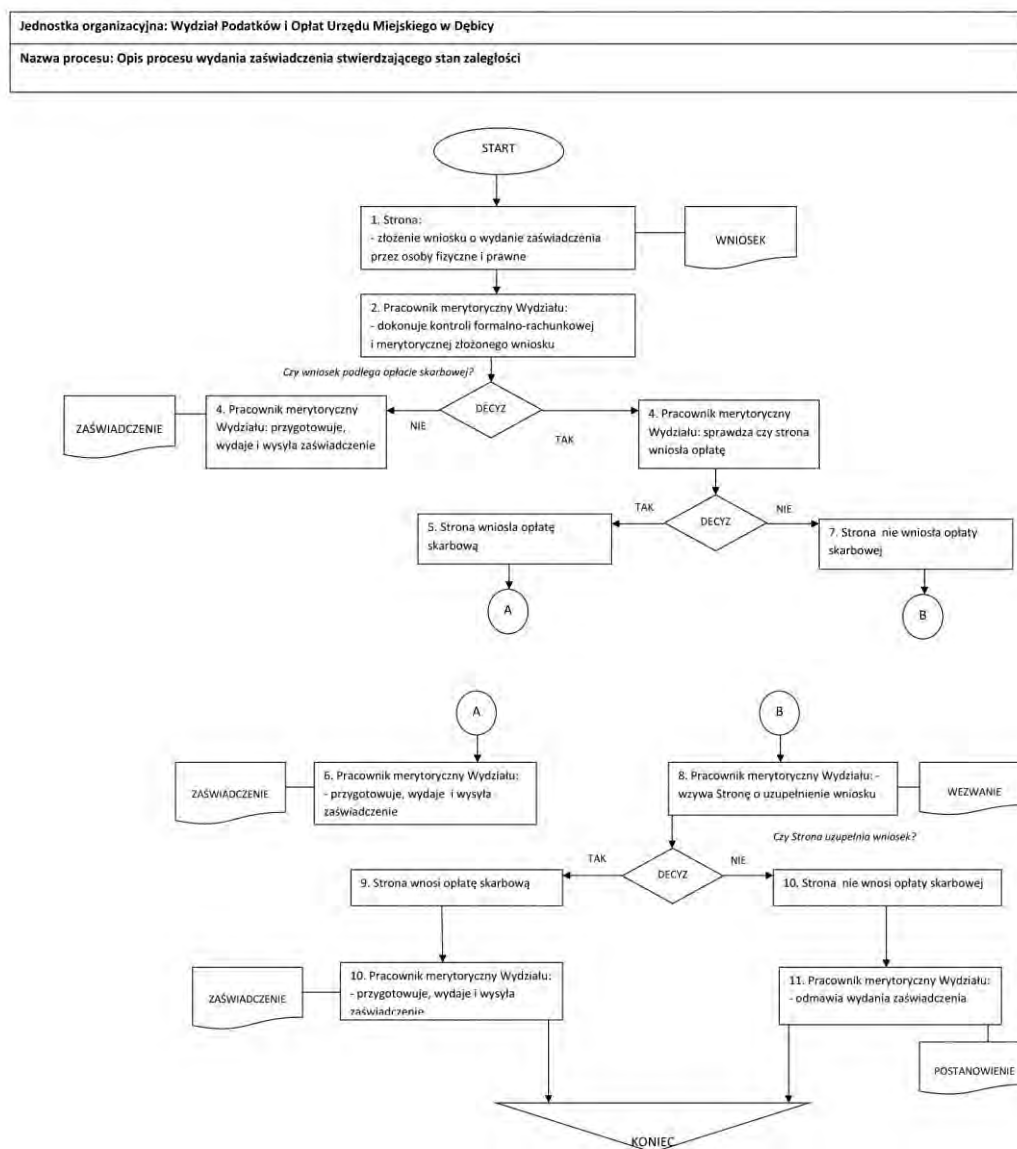 Jednostka organizacyjna: Wydział Podatków i Opłat Urzędu Miejskiego w Dębicy
Nazwa procesu: Opis procesu wydania zaświadczenia stwierdzającego stan zaległości
START
1. Strona:
- złożenie wniosku o wydanie zaświadczenia
przez osoby fizyczne i prawne
WNIOSEK
2. Pracownik merytoryczny Wydziału:
- dokonuje kontroli formalno-rachunkowej
i merytorycznej złożonego wniosku
Czy wniosek podlega opłacie skarbowej?
DECYZ
NIE
TAK
ZAŚWIADCZENIE
4. Pracownik merytoryczny
Wydziału: przygotowuje,
wydaje i wysyła zaświadczenie
4. Pracownik merytoryczny
Wydziału: sprawdza czy strona
wniosła opłatę
TAK
DECYZ
NIE
5. Strona wniosła opłatę
skarbową
7. Strona nie wniosła opłaty
skarbowej
A
B
A
B
ZAŚWIADCZENIE
6. Pracownik merytoryczny Wydziału:
- przygotowuje, wydaje i wysyła
zaświadczenie
8. Pracownik merytoryczny Wydziału: -
wzywa Stronę o uzupełnienie wniosku
WEZWANIE
Czy Strona uzupełnia wniosek?
TAK
DECYZ
NIE
9. Strona wnosi opłatę skarbową
10. Strona nie wnosi opłaty skarbowej
ZAŚWIADCZENIE
10. Pracownik merytoryczny Wydziału:
- przygotowuje, wydaje i wysyła
zaświadczenie
11. Pracownik merytoryczny Wydziału:
- odmawia wydania zaświadczenia
POSTANOWIENIE
KONIEC